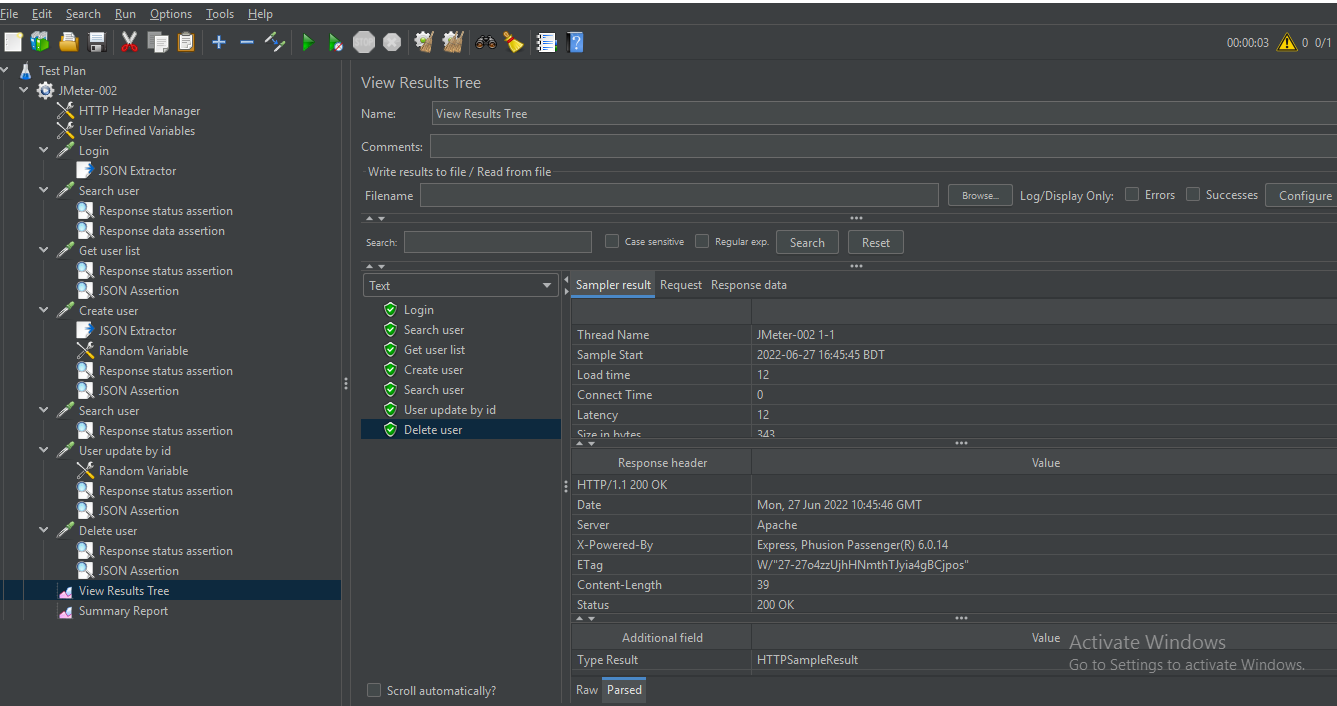 File Edit Search Run Options Tools Help
00:00:03 0 0/1
Test Plan
JMeter-002
HTTP Header Manager
User Defined Variables
Login
JSON Extractor
Search user
Response status assertion
Response data assertion
Get user list
Response status assertion
JSON Assertion
Create user
JSON Extractor
Random Variable
Response status assertion
JSON Assertion
Search user
Response status assertion
User update by id
Random Variable
Response status assertion
JSON Assertion
Delete user
Response status assertion
JSON Assertion
View Results Tree
Summary Report
View Results Tree
Name: View Results Tree
Comments:
Write results to file / Read from file
Filename Browse... Log/Display Only: Errors Successes Configure
Search: Case sensitive Regular exp. Search Reset
Text
Login
Search user
Get user list
Create user
Search user
User update by id
Delete user
Scroll automatically?
Sampler result Request Response data
Thread Name JMeter-002 1-1
Sample Start 2022-06-27 16:45:45 BDT
Load time 12
Connect Time 0
Latency 12
Size in bytes 343
Response header Value
HTTP/1.1 200 OK
Date Mon, 27 Jun 2022 10:45:46 GMT
Server Apache
X-Powered-By Express, Phusion Passenger(R) 6.0.14
ETag W/"27-27o4zzUjhHNmthTJyia4gBCjpos"
Content-Length 39
Status 200 OK
Additional field Value
Type Result HTTPSampleResult
Raw Parsed
Activate Windows
Go to Settings to activate Windows.